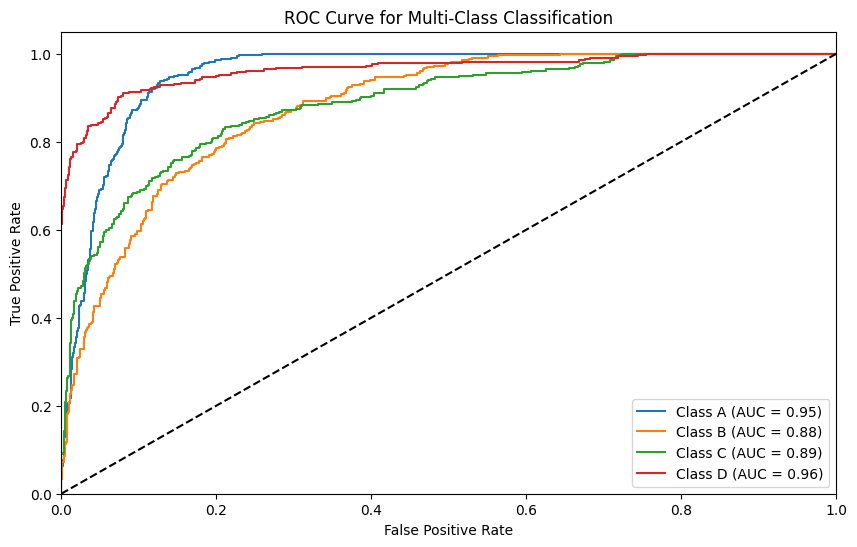 ROC Curve for Multi-Class Classification
True Positive Rate
1.0
0.8
0.6
0.4
0.2
0.0
0.0 0.2 0.4 0.6 0.8 1.0
False Positive Rate
Class A (AUC = 0.95)
Class B (AUC = 0.88)
Class C (AUC = 0.89)
Class D (AUC = 0.96)